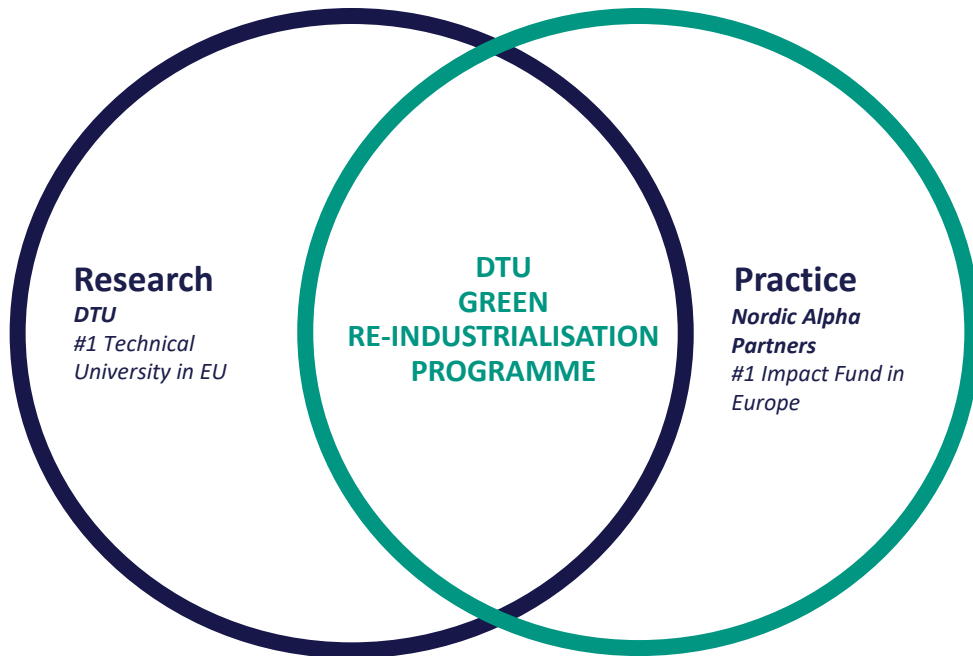 Research
DTU
#1 Technical
University in EU
DTU
GREEN
RE-INDUSTRIALISATION
PROGRAMME
Practice
Nordic Alpha
Partners
#1 Impact Fund in
Europe